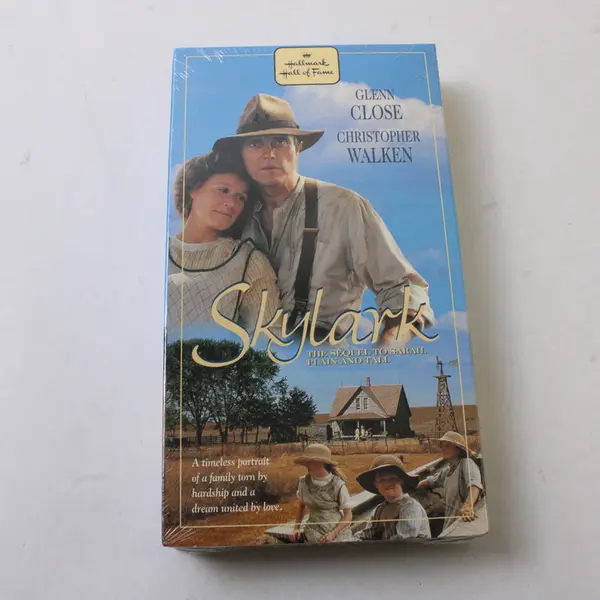 Hallmark
Hall of Fame
GLENN
CLOSE
CHRISTOPHER
WALKEN
Skylark
THE SEQUEL TO SARAH,
PLAIN AND TALL
A timeless portrait
of a family torn by
hardship and a
dream united by love.